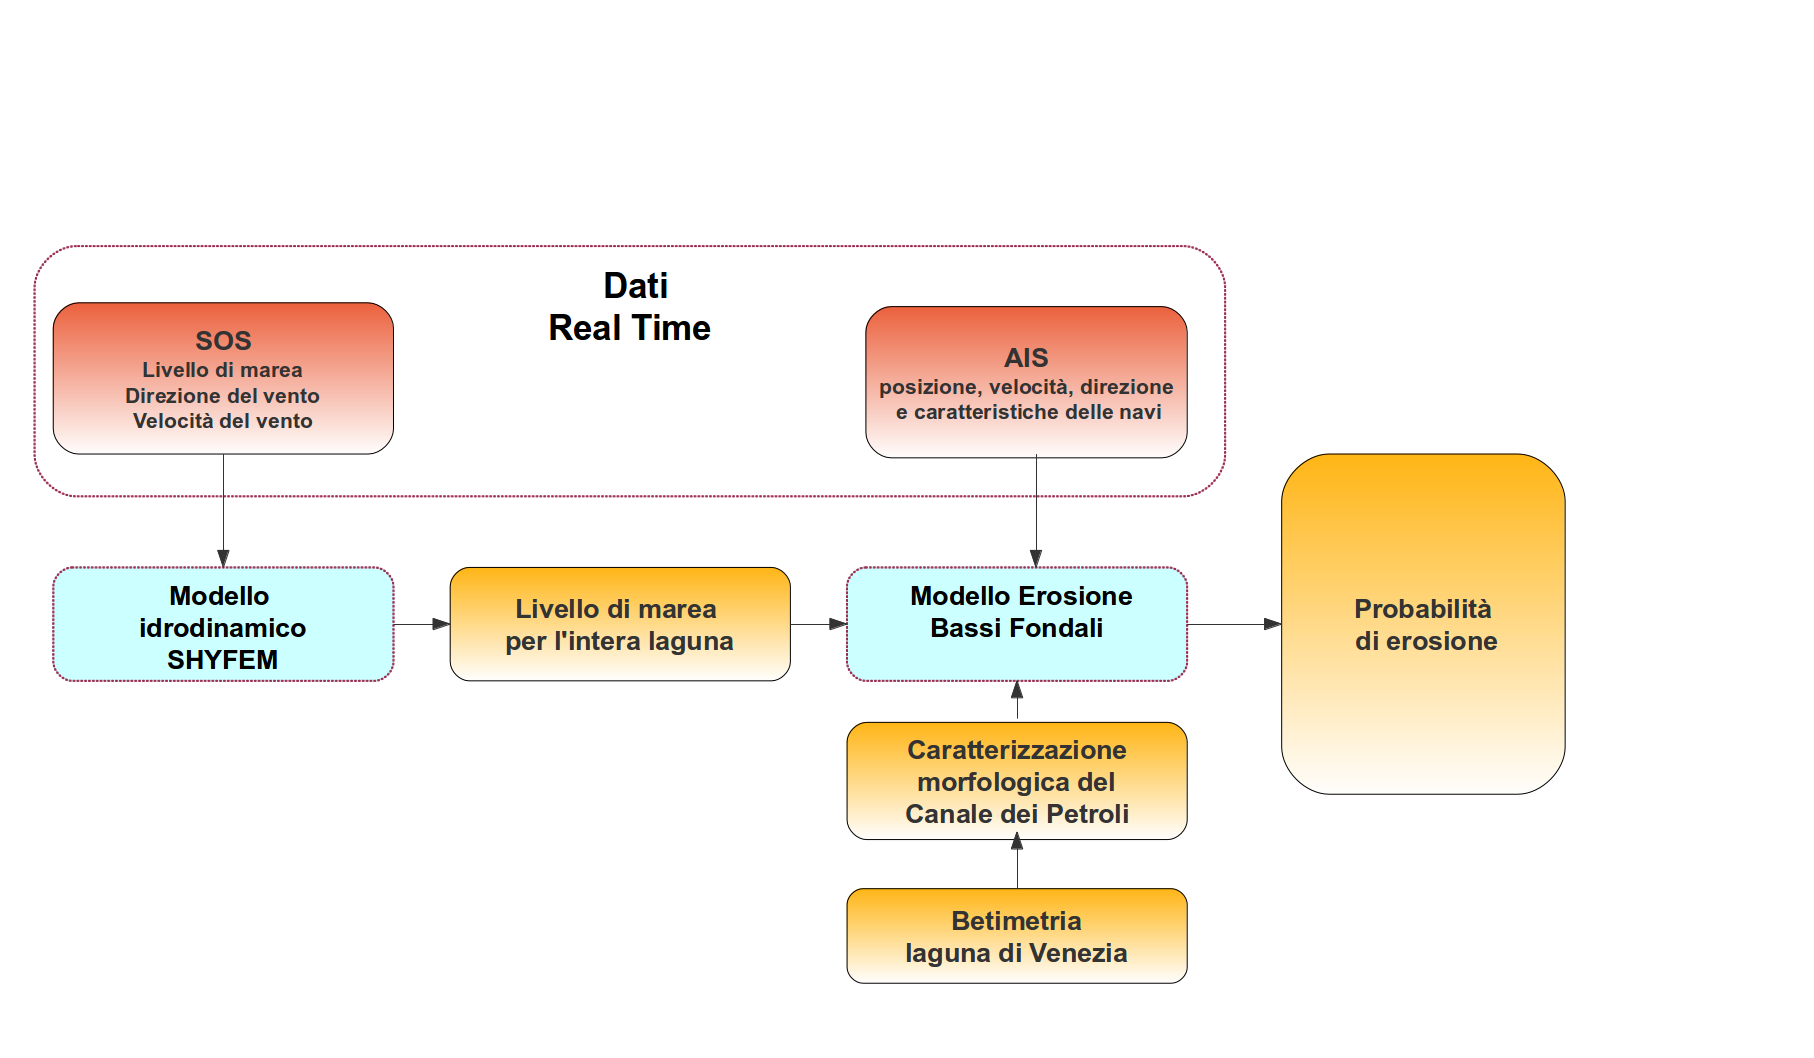 Dati
Real Time
SOS
Livello di marea
Direzione del vento
Velocità del vento
AIS
posizione, velocità, direzione
e caratteristiche delle navi
Modello
idrodinamico
SHYFEM
Livello di marea
per l'intera laguna
Modello Erosione
Bassi Fondali
Probabilità
di erosione
Caratterizzazione
morfologica del
Canale dei Petroli
Betimetria
laguna di Venezia